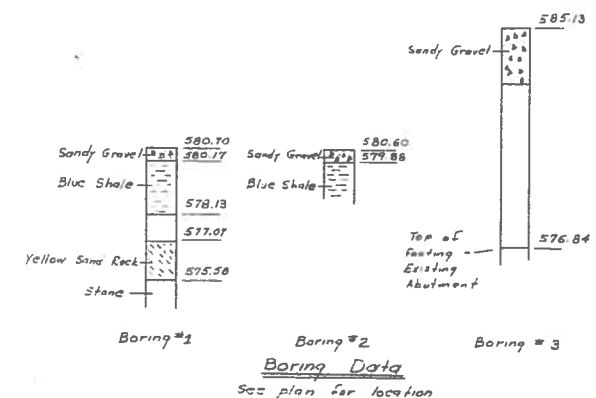 585.13
Sandy Gravel
580.70
Sandy Gravel
580.17
Blue Shale
578.13
577.07
Yellow Sand Rock
575.58
Stone
580.60
Sandy Gravel
579.88
Blue Shale
576.84
Top of
Footing
Existing
Abutment
Boring #1
Boring #2
Boring # 3
Boring Data
See plan for location